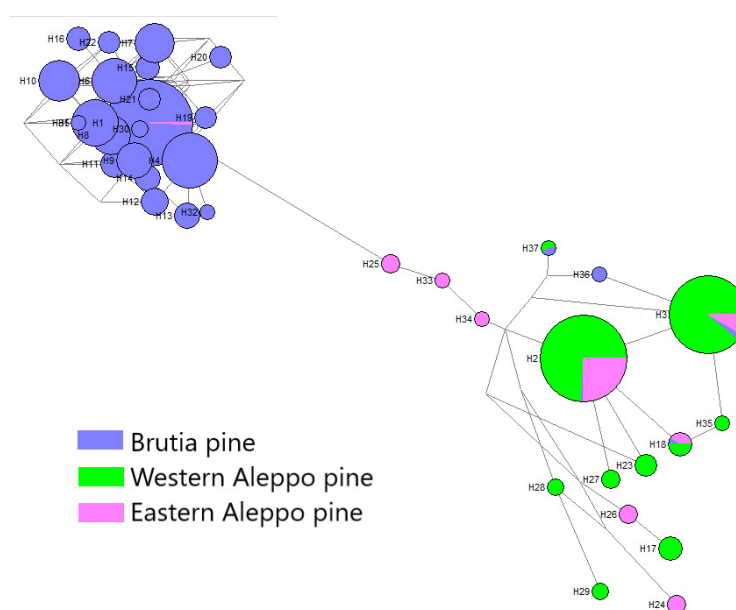 H16
H22
H7
H20
H15
H10
H6
H21
H19
H1
H30
H8
H11
H9
H4
H14
H12
H13
H32
H25
H33
H34
H37
H36
H3
H2
H35
H18
H23
H27
H28
H26
H17
H29
H24
Brutia pine
Western Aleppo pine
Eastern Aleppo pine